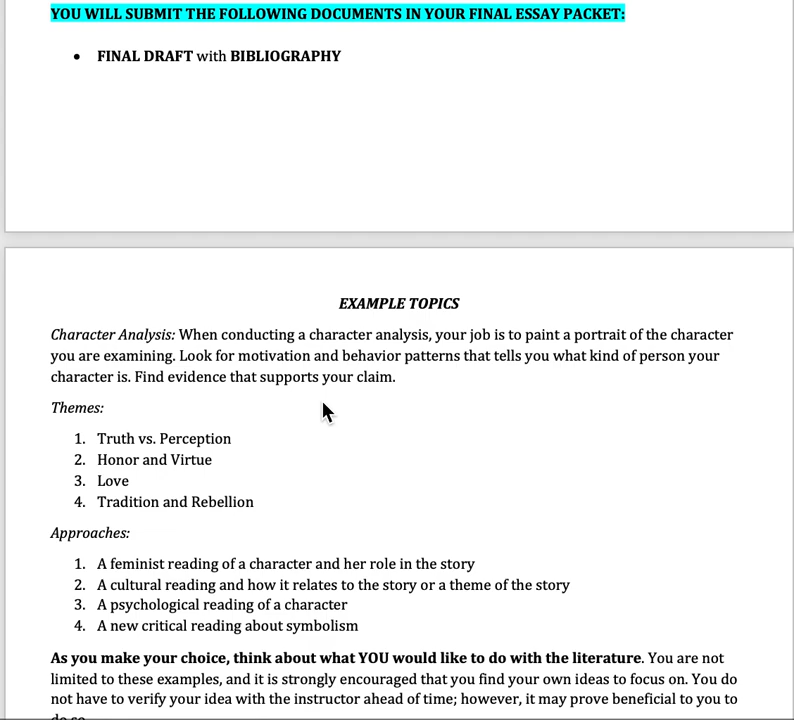 YOU WILL SUBMIT THE FOLLOWING DOCUMENTS IN YOUR FINAL ESSAY PACKET:
• FINAL DRAFT with BIBLIOGRAPHY
EXAMPLE TOPICS
Character Analysis: When conducting a character analysis, your job is to paint a portrait of the character
you are examining. Look for motivation and behavior patterns that tells you what kind of person your
character is. Find evidence that supports your claim.
Themes:
1. Truth vs. Perception
2. Honor and Virtue
3. Love
4. Tradition and Rebellion
Approaches:
1. A feminist reading of a character and her role in the story
2. A cultural reading and how it relates to the story or a theme of the story
3. A psychological reading of a character
4. A new critical reading about symbolism
As you make your choice, think about what YOU would like to do with the literature. You are not
limited to these examples, and it is strongly encouraged that you find your own ideas to focus on. You do
not have to verify your idea with the instructor ahead of time; however, it may prove beneficial to you to